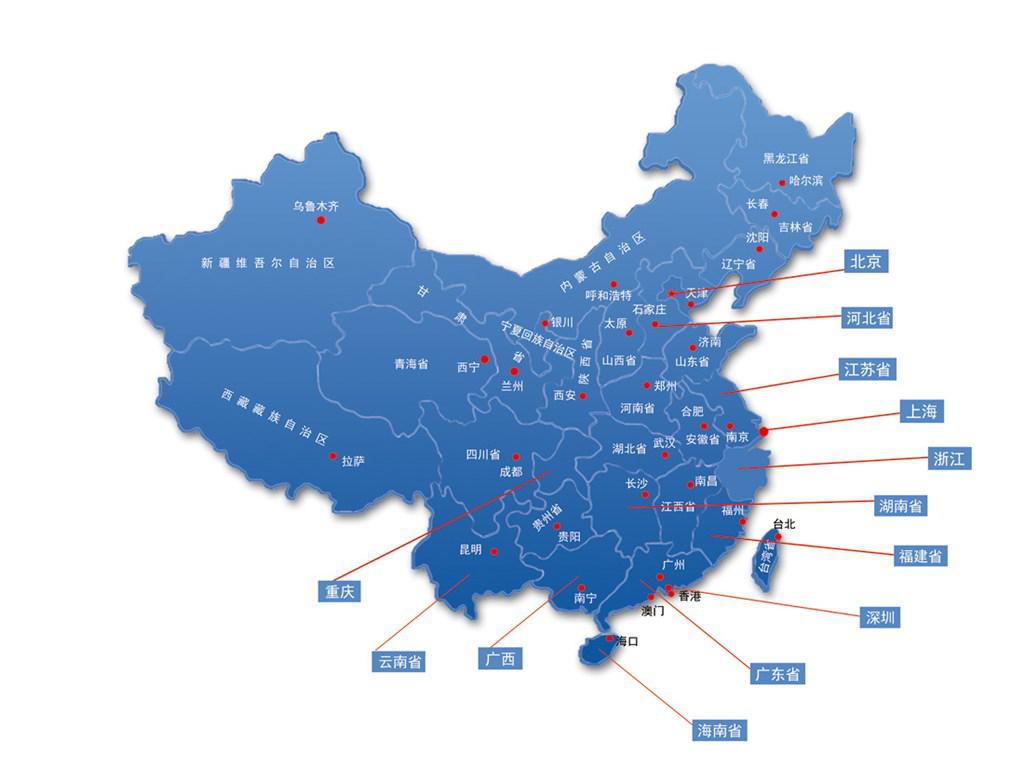 黑龙江省
哈尔滨
长春
吉林省
乌鲁木齐
沈阳
新疆维吾尔自治区
内蒙古自治区
辽宁省
北京
呼和浩特
天津
甘肃省
石家庄
河北省
银川
太原
宁夏回族自治区
济南
陕西省
山西省
山东省
青海省
西宁
兰州
江苏省
西安
郑州
西藏藏族自治区
河南省
合肥
上海
安徽省
南京
湖北省
武汉
四川省
拉萨
成都
浙江
长沙
南昌
江西省
湖南省
福州
贵州省
台北
贵阳
昆明
台湾省
福建省
广州
重庆
南宁
香港
澳门
深圳
海口
云南省
广西
广东省
海南省